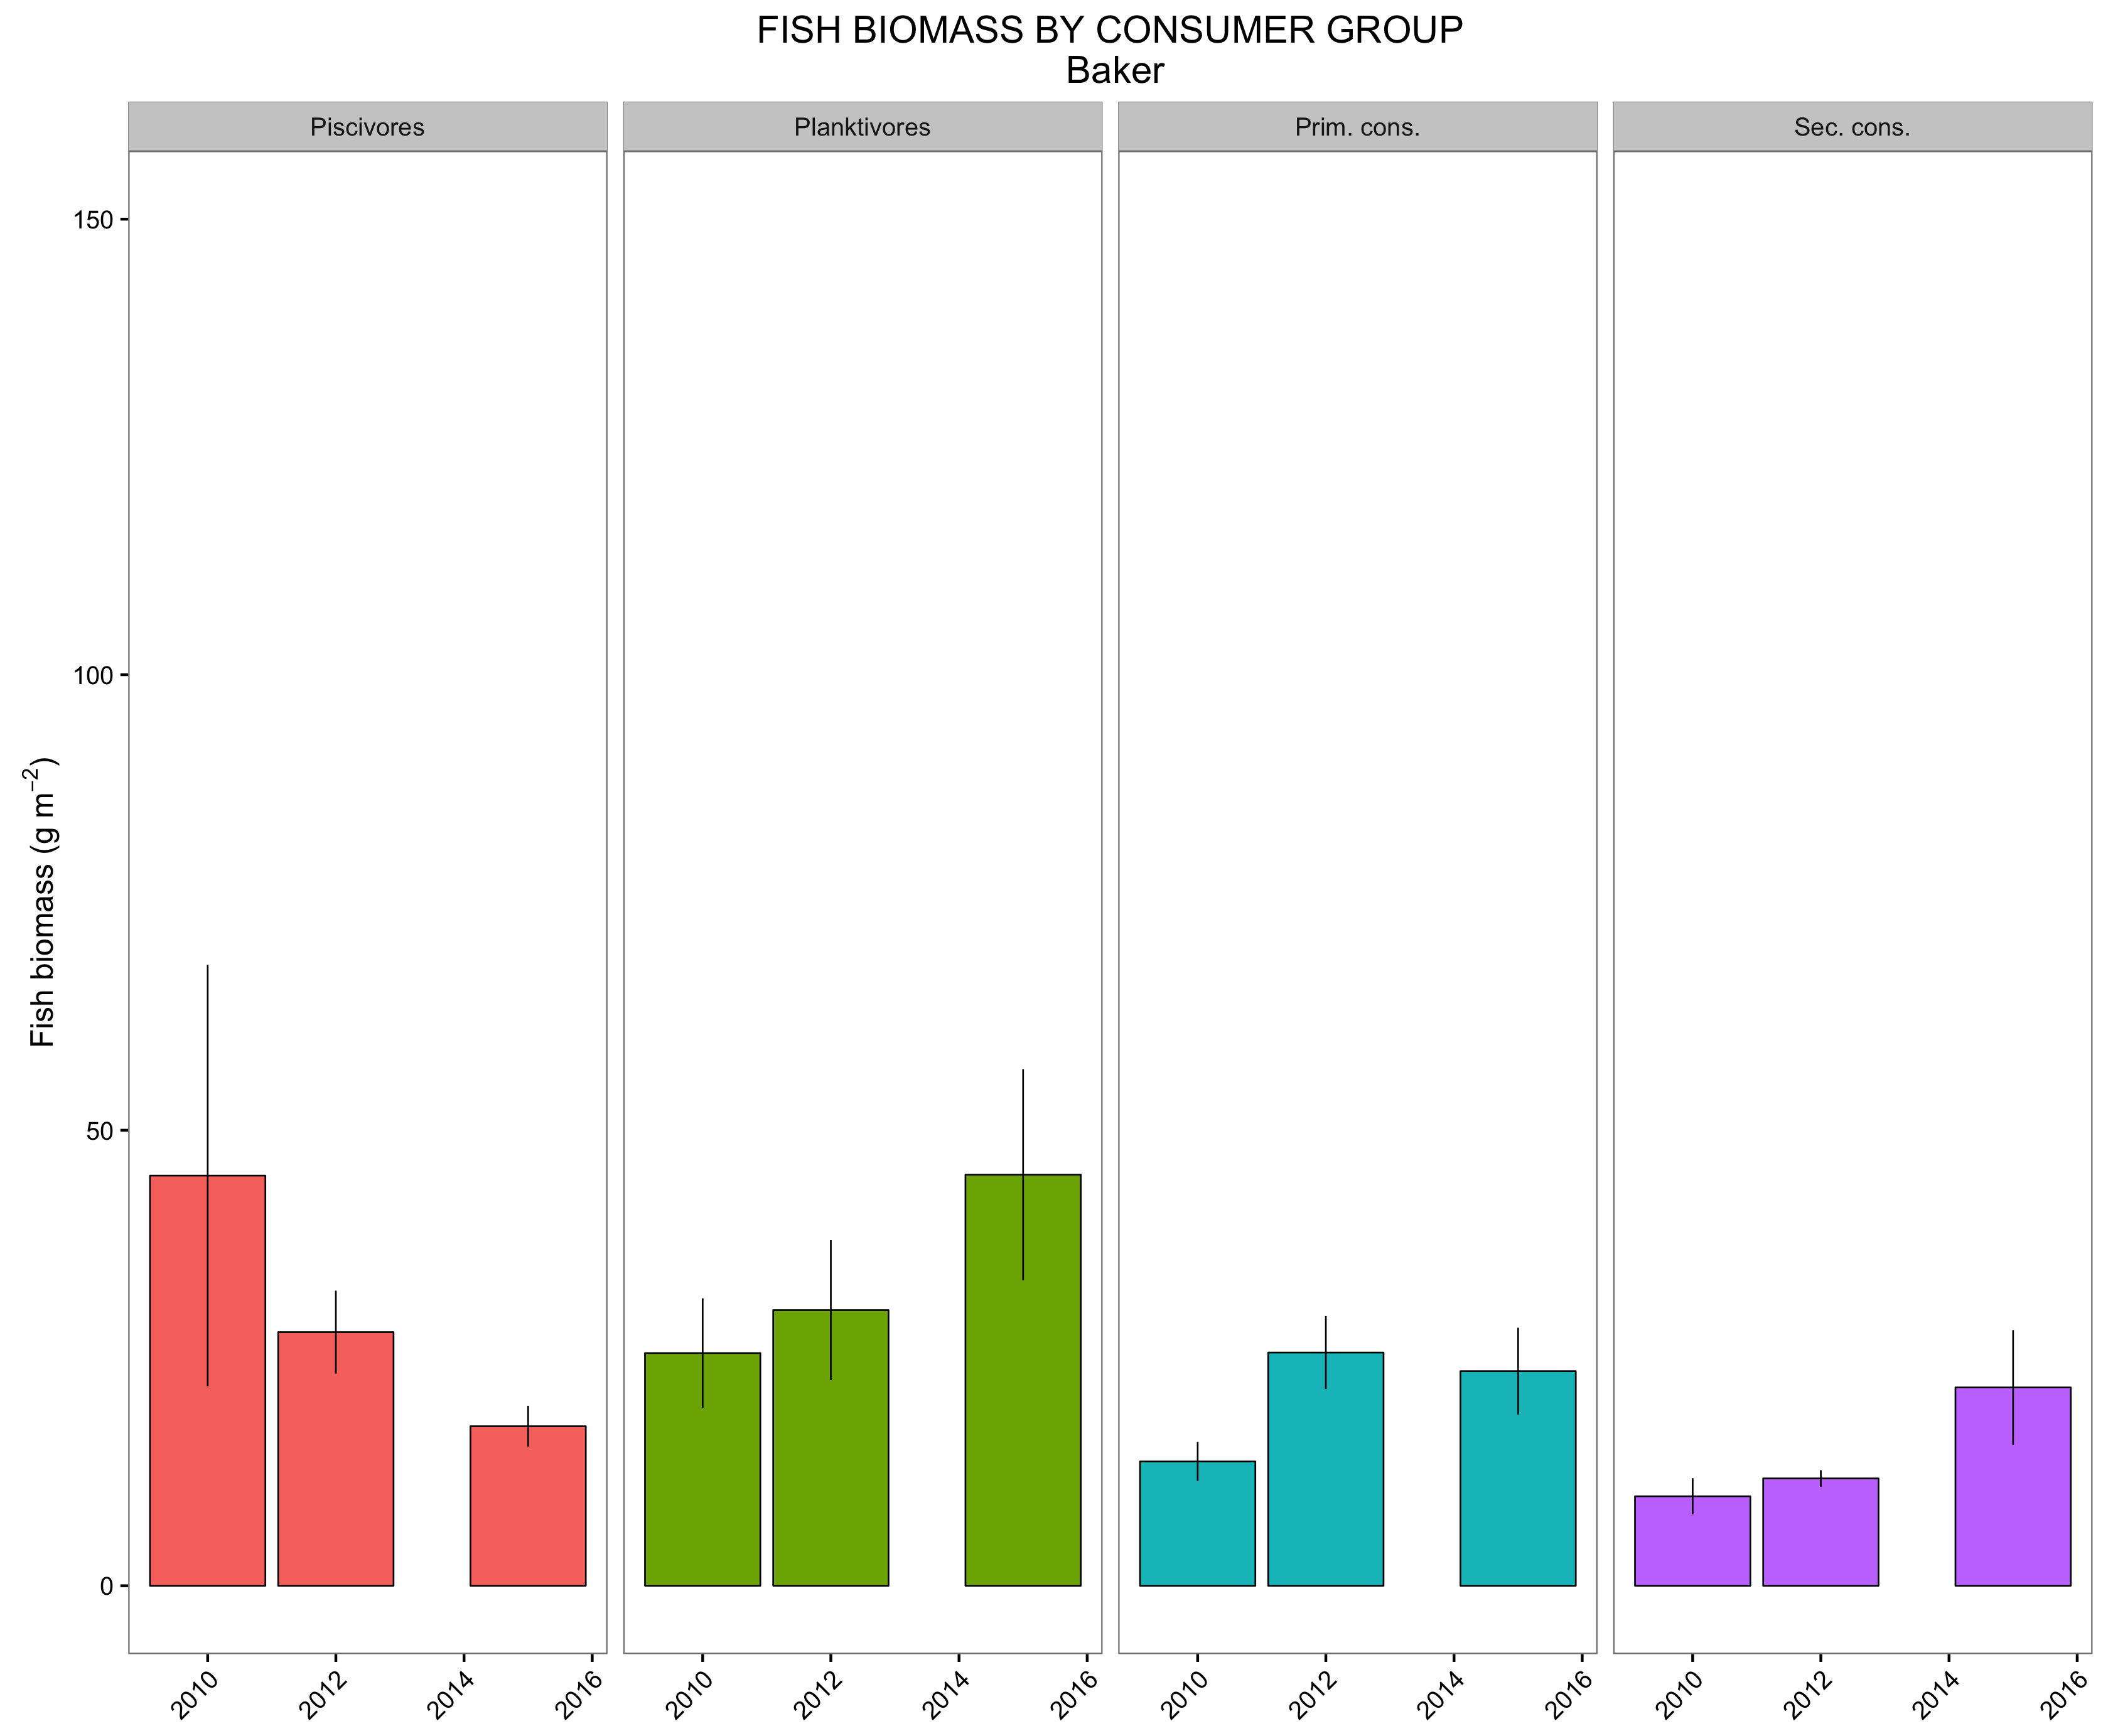 FISH BIOMASS BY CONSUMER GROUP
Baker
Piscivores Planktivores Prim. cons. Sec. cons.
150
100
50
0
Fish biomass (g m⁻²)
2010 2012 2014 2016 2010 2012 2014 2016 2010 2012 2014 2016 2010 2012 2014 2016